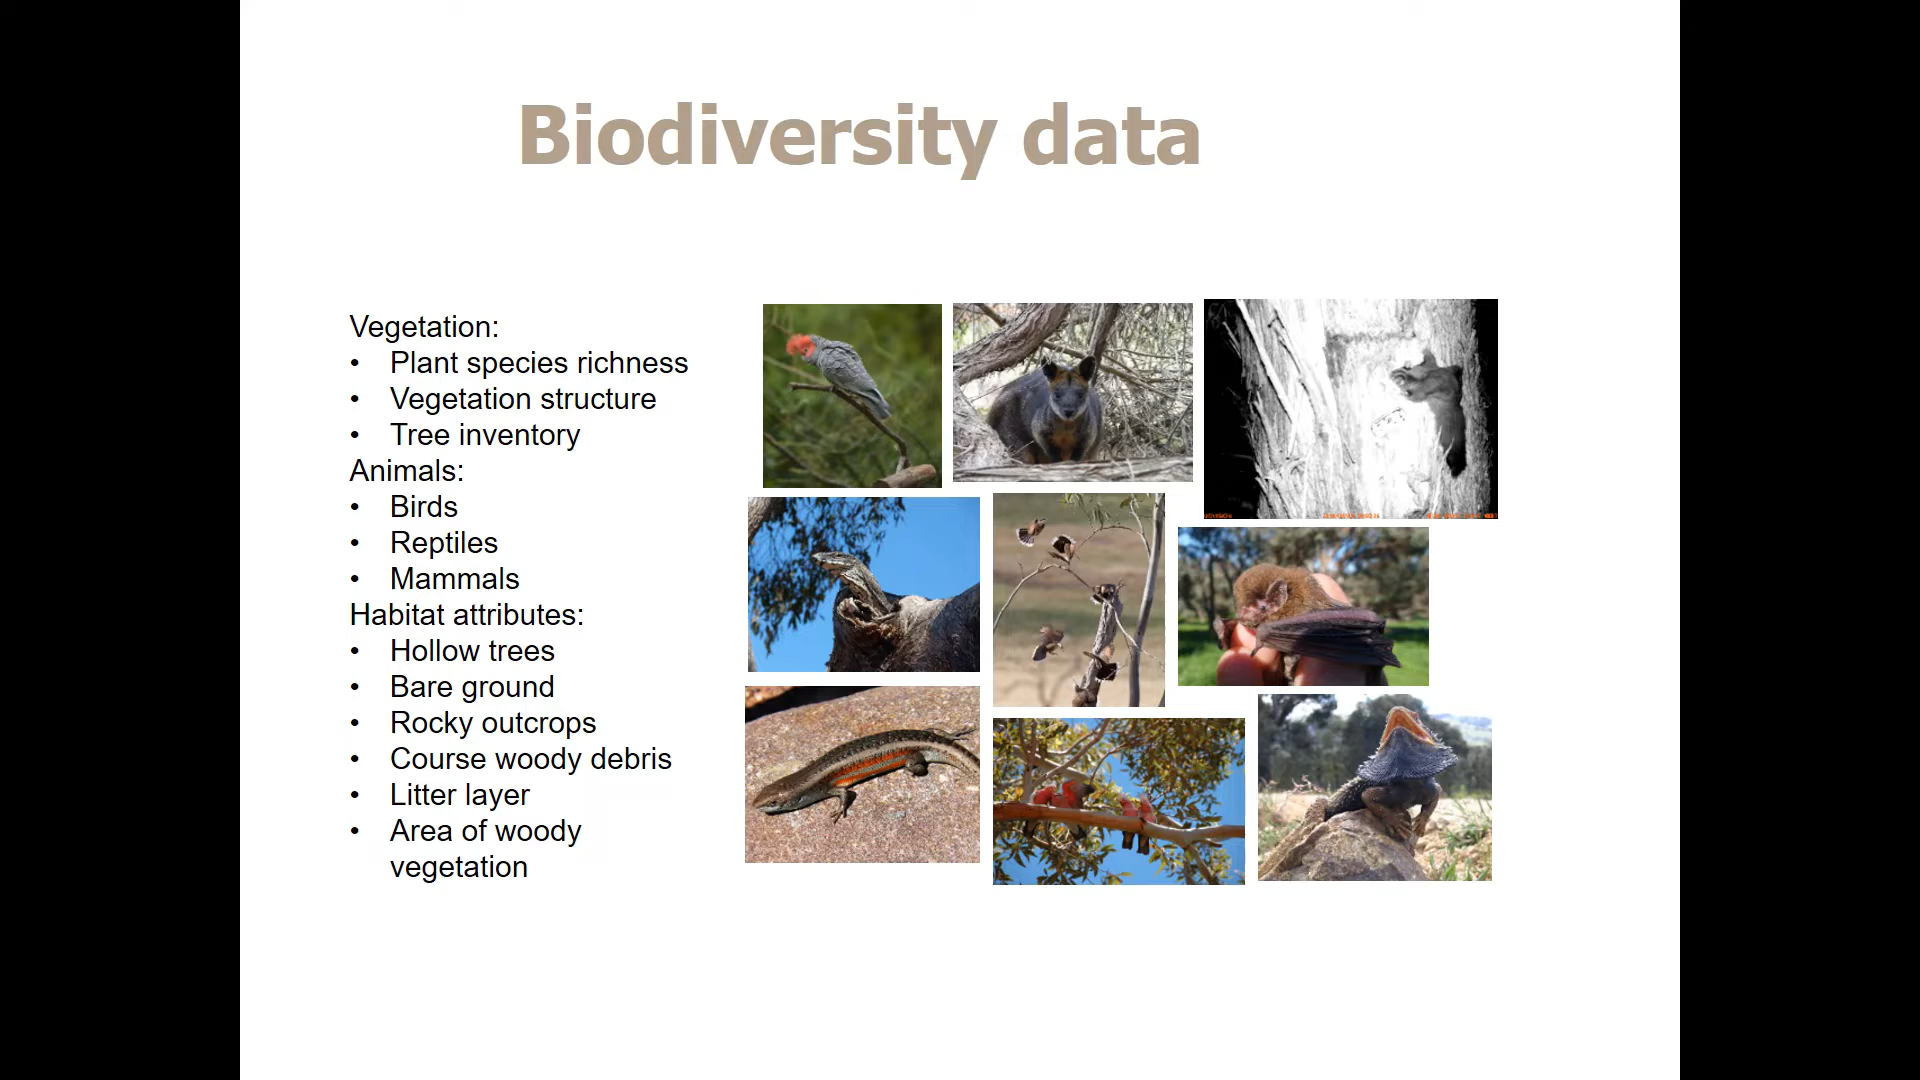 Biodiversity data
Vegetation:
• Plant species richness
• Vegetation structure
• Tree inventory
Animals:
• Birds
• Reptiles
• Mammals
Habitat attributes:
• Hollow trees
• Bare ground
• Rocky outcrops
• Course woody debris
• Litter layer
• Area of woody
vegetation